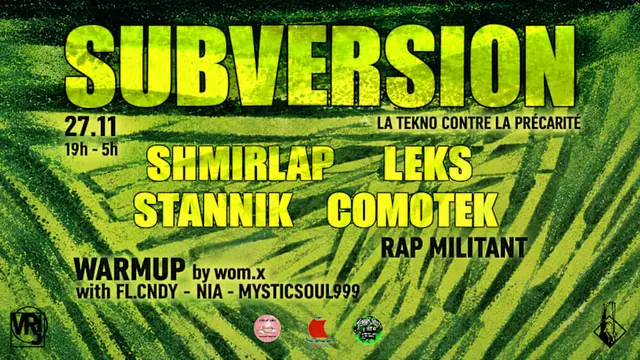 SUBVERSION
27.11
LA TEKNO CONTRE LA PRÉCARITÉ
19h - 5h
SHMIRLAP LEKS
STANNIK COMOTEK
RAP MILITANT
WARMUP by wom.x
with FL.CNDY - NIA - MYSTICSOUL999